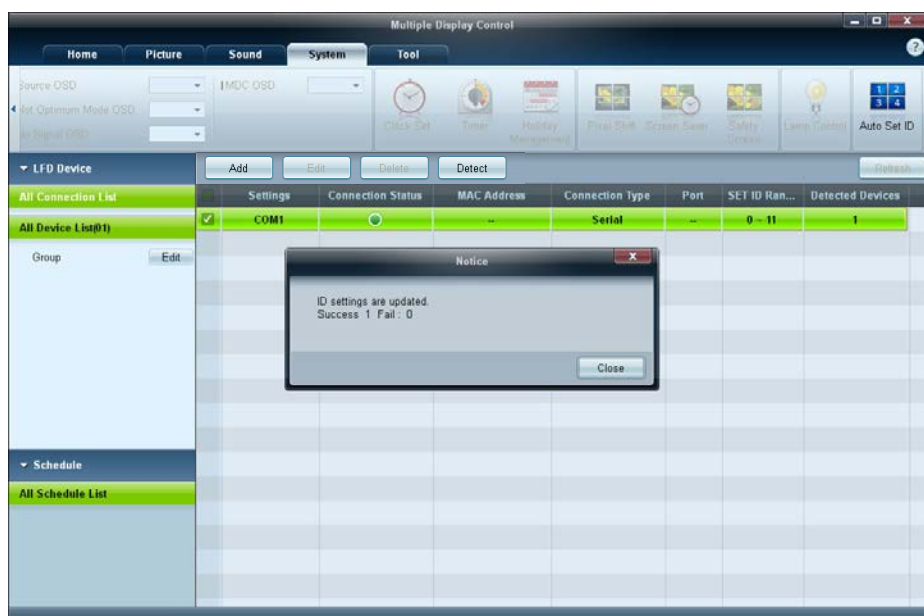 Multiple Display Control
Home Picture Sound System Tool
Source OSD
MDC OSD
Not Optimum Mode OSD
No Signal OSD
Clock Set Timer Holiday Management Pixel Shift Screen Saver Safety Screen Lamp Control Auto Set ID
1 2
3 4
LFD Device
Add Edit Delete Detect Refresh
All Connection List
Settings Connection Status MAC Address Connection Type Port SET ID Ran... Detected Devices
All Device List(01)
COM1 -- Serial -- 0 ~ 11 1
Group Edit
Notice
ID settings are updated.
Success 1 Fail : 0
Close
Schedule
All Schedule List